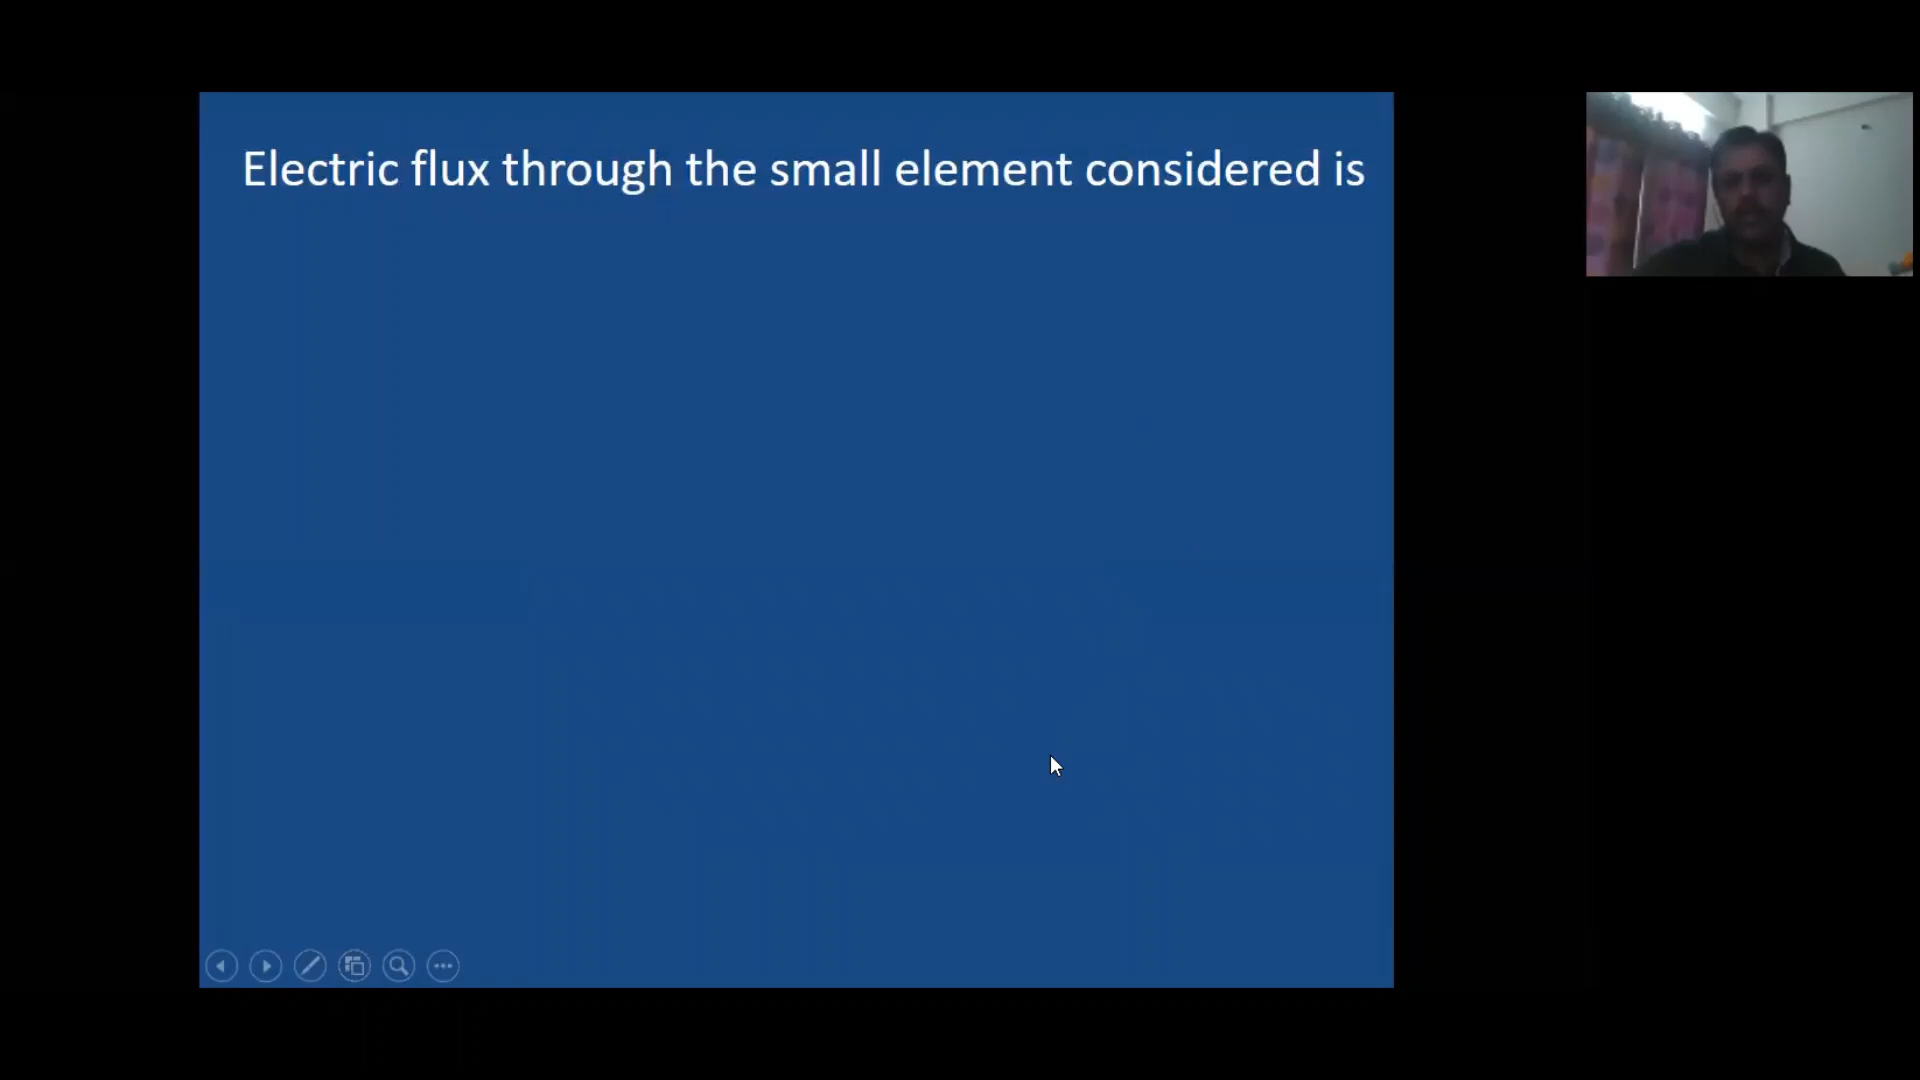 Electric flux through the small element considered is